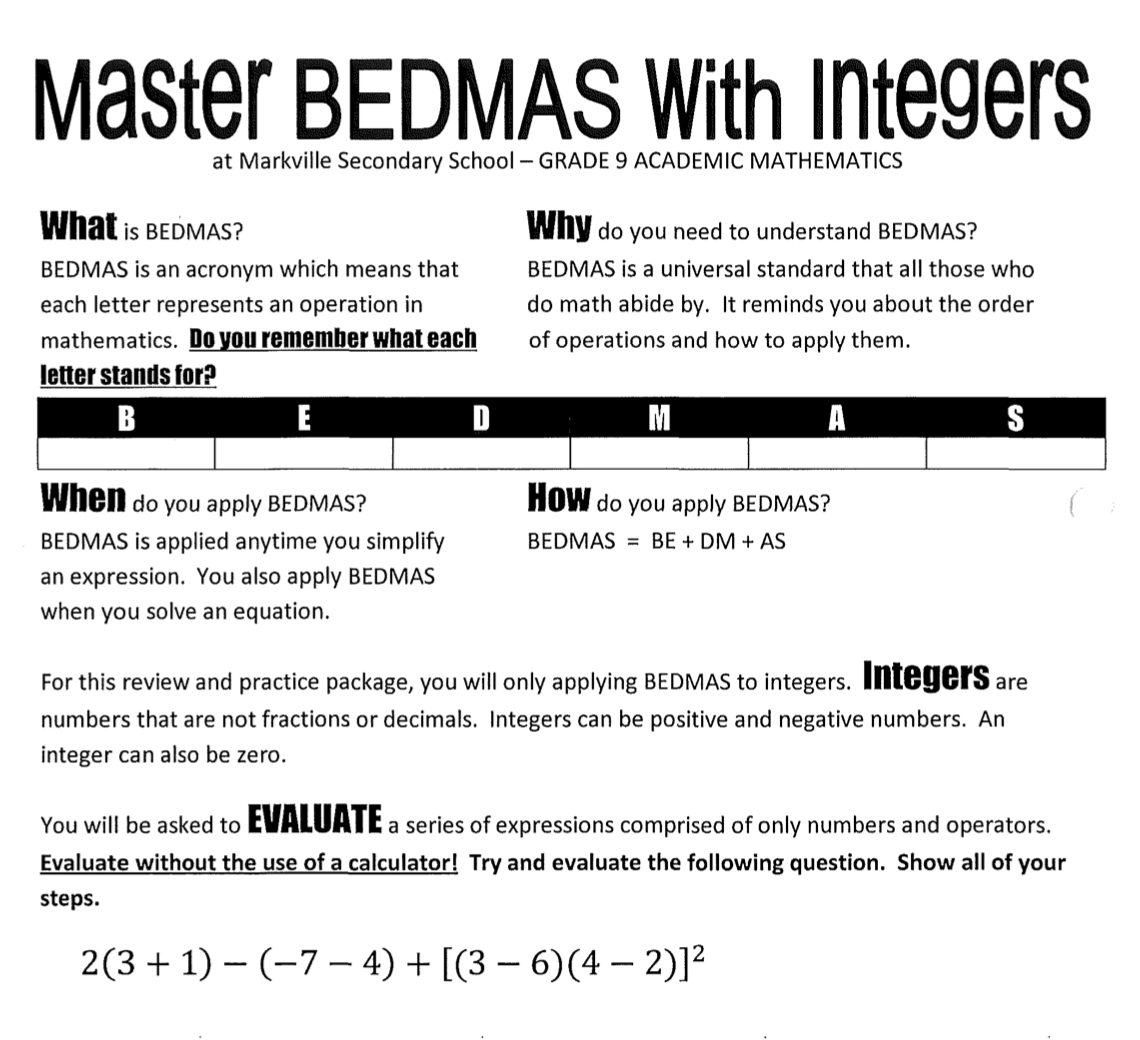 Master BEDMAS With Integers
at Markville Secondary School – GRADE 9 ACADEMIC MATHEMATICS
What is BEDMAS?
BEDMAS is an acronym which means that
each letter represents an operation in
mathematics. Do you remember what each
letter stands for?
Why do you need to understand BEDMAS?
BEDMAS is a universal standard that all those who
do math abide by. It reminds you about the order
of operations and how to apply them.
B E D M A S
When do you apply BEDMAS?
BEDMAS is applied anytime you simplify
an expression. You also apply BEDMAS
when you solve an equation.
How do you apply BEDMAS?
BEDMAS = BE + DM + AS
For this review and practice package, you will only applying BEDMAS to integers. Integers are
numbers that are not fractions or decimals. Integers can be positive and negative numbers. An
integer can also be zero.
You will be asked to EVALUATE a series of expressions comprised of only numbers and operators.
Evaluate without the use of a calculator! Try and evaluate the following question. Show all of your
steps.
2(3 + 1) − (−7 − 4) + [(3 − 6)(4 − 2)]²